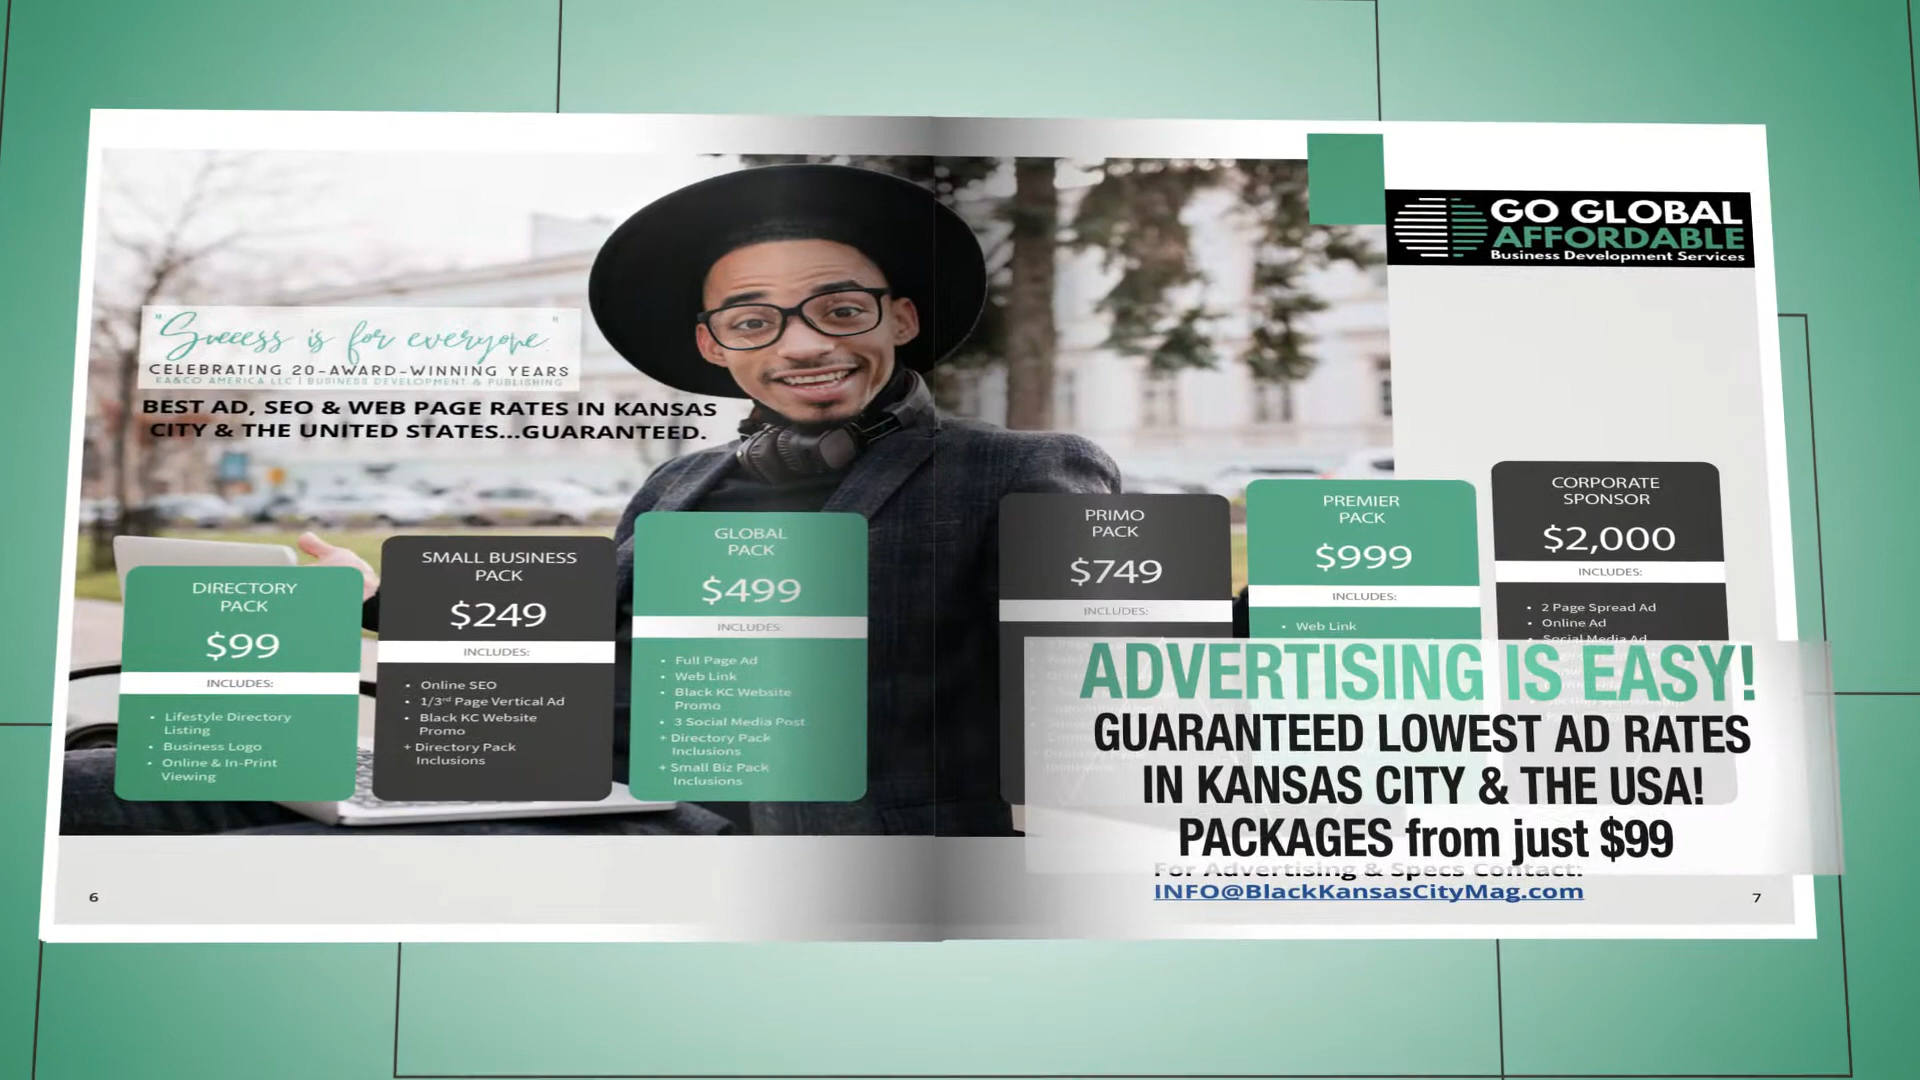 "Success is for everyone."
CELEBRATING 20-AWARD-WINNING YEARS
EA&CO AMERICA LLC | BUSINESS DEVELOPMENT & PUBLISHING
BEST AD, SEO & WEB PAGE RATES IN KANSAS
CITY & THE UNITED STATES...GUARANTEED.
DIRECTORY
PACK
$99
INCLUDES:
• Lifestyle Directory
Listing
• Business Logo
• Online & In-Print
Viewing
SMALL BUSINESS
PACK
$249
INCLUDES:
• Online SEO
• 1/3rd Page Vertical Ad
• Black KC Website
Promo
+ Directory Pack
Inclusions
GLOBAL
PACK
$499
INCLUDES:
• Full Page Ad
• Web Link
• Black KC Website
Promo
• 3 Social Media Post
+ Directory Pack
Inclusions
+ Small Biz Pack
Inclusions
6
GO GLOBAL
AFFORDABLE
Business Development Services
PRIMO
PACK
$749
INCLUDES:
PREMIER
PACK
$999
INCLUDES:
• Web Link
CORPORATE
SPONSOR
$2,000
INCLUDES:
• 2 Page Spread Ad
• Online Ad
• Social Media Ad
ADVERTISING IS EASY!
GUARANTEED LOWEST AD RATES
IN KANSAS CITY & THE USA!
PACKAGES from just $99
For Advertising & Specs Contact:
INFO@BlackKansasCityMag.com
7